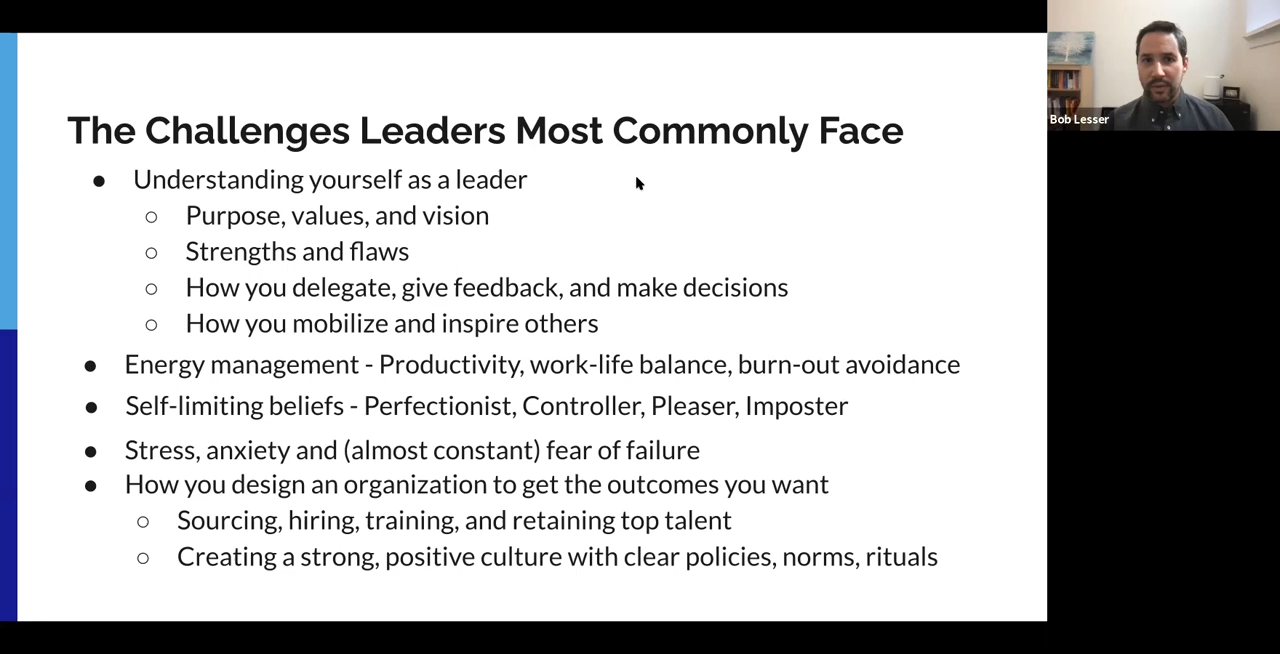 The Challenges Leaders Most Commonly Face
● Understanding yourself as a leader
○ Purpose, values, and vision
○ Strengths and flaws
○ How you delegate, give feedback, and make decisions
○ How you mobilize and inspire others
● Energy management - Productivity, work-life balance, burn-out avoidance
● Self-limiting beliefs - Perfectionist, Controller, Pleaser, Imposter
● Stress, anxiety and (almost constant) fear of failure
● How you design an organization to get the outcomes you want
○ Sourcing, hiring, training, and retaining top talent
○ Creating a strong, positive culture with clear policies, norms, rituals
Bob Lesser